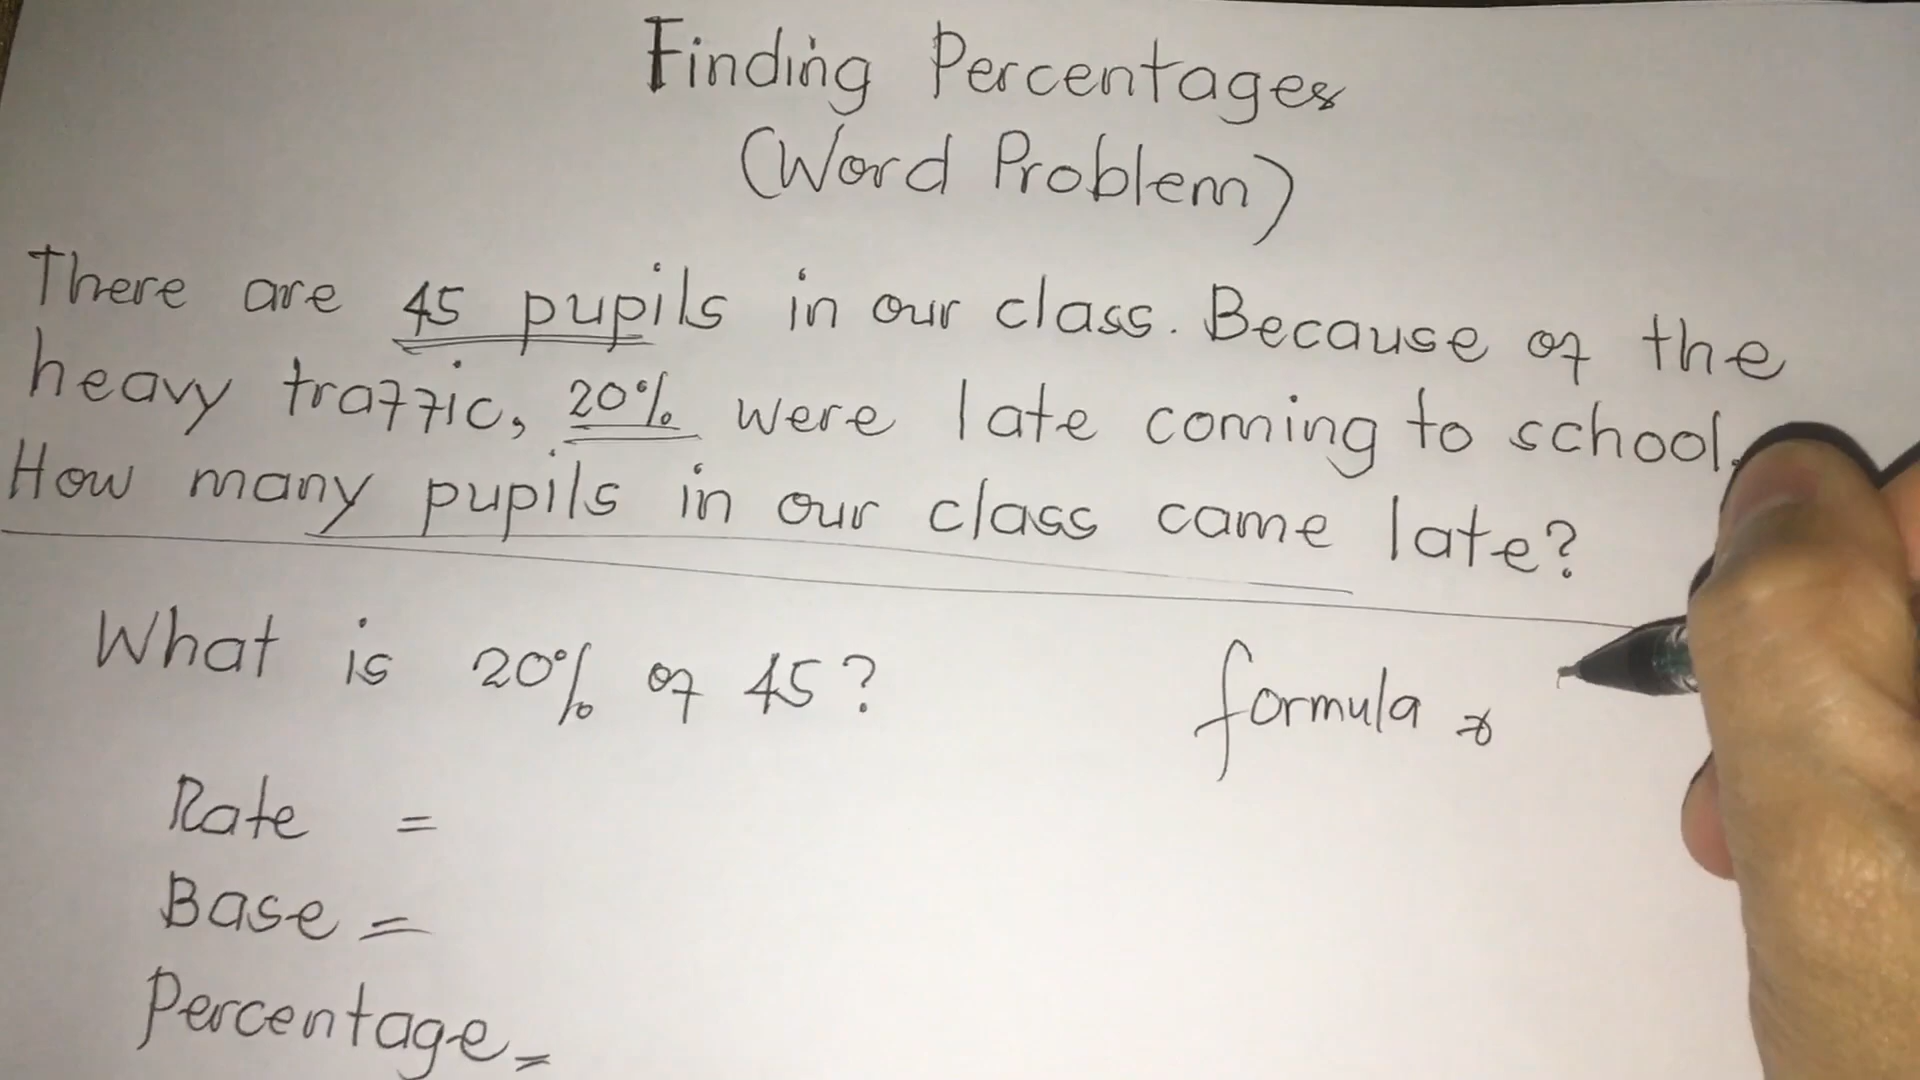 Finding Percentages
(Word Problem)
There are 45 pupils in our class. Because of the
heavy traffic, 20% were late coming to school.
How many pupils in our class came late?
What is 20% of 45?
formula
Rate =
Base =
Percentage =